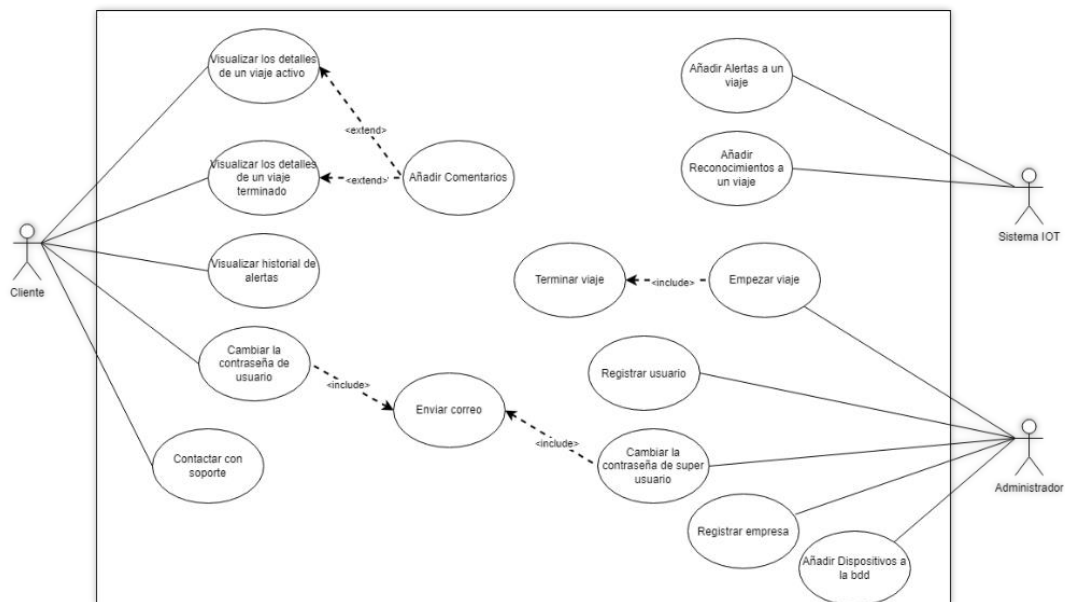 Visualizar los detalles
de un viaje activo
Añadir Alertas a un
viaje
<extend>
Visualizar los detalles
de un viaje
terminado
<extend>
Añadir Comentarios
Añadir
Reconocimientos a
un viaje
Sistema IOT
Cliente
Visualizar historial de
alertas
Terminar viaje
<include>
Empezar viaje
Cambiar la
contraseña de
usuario
<include>
Enviar correo
Registrar usuario
<include>
Cambiar la
contraseña de super
usuario
Contactar con
soporte
Administrador
Registrar empresa
Añadir Dispositivos a
la bdd